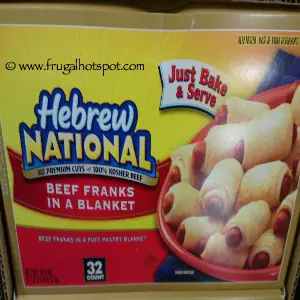 © www.frugalhotspot.com
Just Bake
& Serve
Hebrew
NATIONAL
PREMIUM CUTS of 100% KOSHER BEEF
BEEF FRANKS
IN A BLANKET
BEEF FRANKS IN A PUFF PASTRY BLANKET
32
COUNT